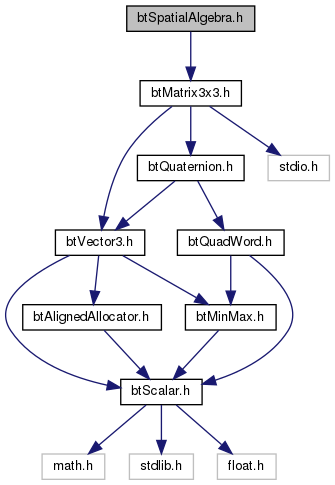 btSpatialAlgebra.h
btMatrix3x3.h
btQuaternion.h
stdio.h
btVector3.h
btQuadWord.h
btAlignedAllocator.h
btMinMax.h
btScalar.h
math.h
stdlib.h
float.h